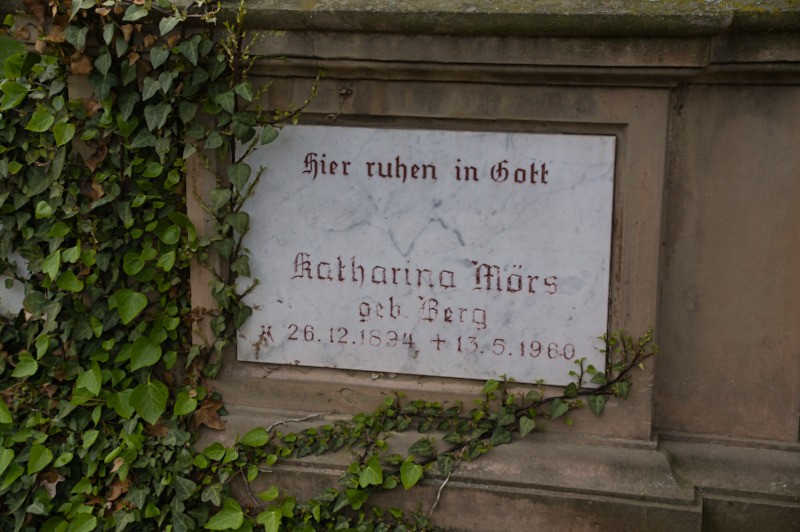 Hier ruhen in Gott
Katharina Mörs
geb. Berg
* 26.12.1894 + 13.5.1960